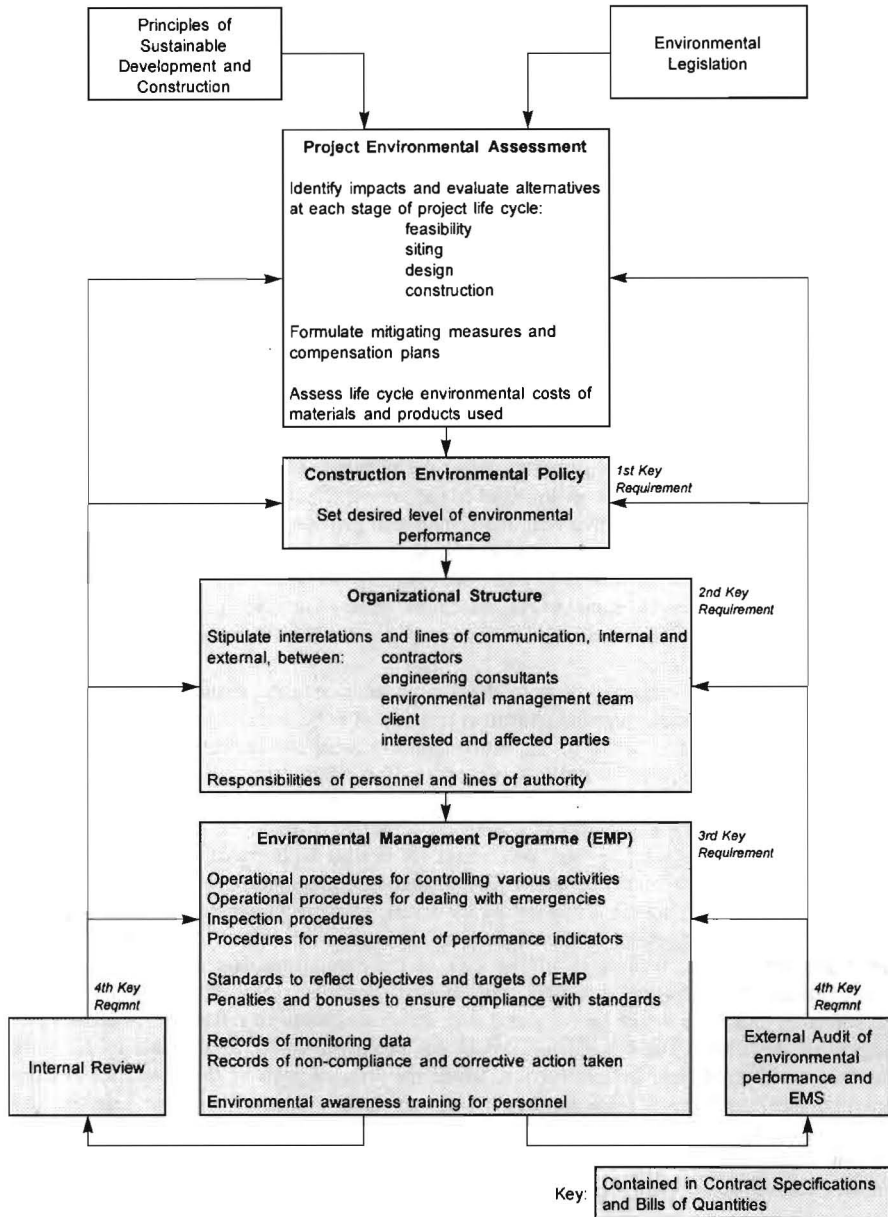 Principles of
Sustainable
Development and
Construction
Environmental
Legislation
Project Environmental Assessment
Identify impacts and evaluate alternatives
at each stage of project life cycle:
feasibility
siting
design
construction
Formulate mitigating measures and
compensation plans
Assess life cycle environmental costs of
materials and products used
Construction Environmental Policy
Set desired level of environmental
performance
1st Key
Requirement
Organizational Structure
Stipulate interrelations and lines of communication, internal and
external, between: contractors
engineering consultants
environmental management team
client
interested and affected parties
Responsibilities of personnel and lines of authority
2nd Key
Requirement
Environmental Management Programme (EMP)
Operational procedures for controlling various activities
Operational procedures for dealing with emergencies
Inspection procedures
Procedures for measurement of performance indicators
Standards to reflect objectives and targets of EMP
Penalties and bonuses to ensure compliance with standards
Records of monitoring data
Records of non-compliance and corrective action taken
Environmental awareness training for personnel
3rd Key
Requirement
4th Key
Reqmnt
Internal Review
4th Key
Reqmnt
External Audit of
environmental
performance and
EMS
Key: Contained in Contract Specifications
and Bills of Quantities